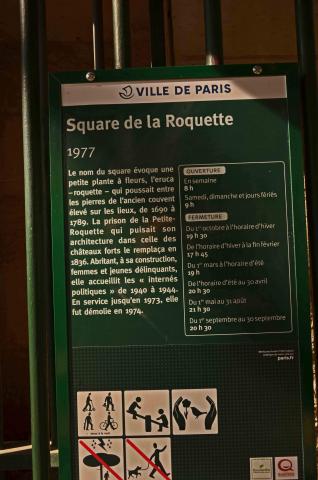 VILLE DE PARIS
Square de la Roquette
1977
Le nom du square évoque une
petite plante à fleurs, l'eruca
–roquette – qui poussait entre
les pierres de l'ancien couvent
élevé sur les lieux, de 1690 à
1789. La prison de la Petite-
Roquette qui puisait son
architecture dans celle des
châteaux forts le remplaça en
1836. Abritant, à sa construction,
femmes et jeunes délinquants,
elle accueillit les « internés
politiques » de 1940 à 1944.
En service jusqu'en 1973, elle
fut démolie en 1974.
OUVERTURE
En semaine
8 h
Samedi, dimanche et jours fériés
9 h
FERMETURE
Du 1er octobre à l'horaire d'hiver
19 h 30
De l'horaire d'hiver à la fin février
17 h 45
Du 1er mars à l'horaire d'été
19 h
De l'horaire d'été au 30 avril
20 h 30
Du 1er mai au 31 août
21 h 30
Du 1er septembre au 30 septembre
20 h 30
paris.fr